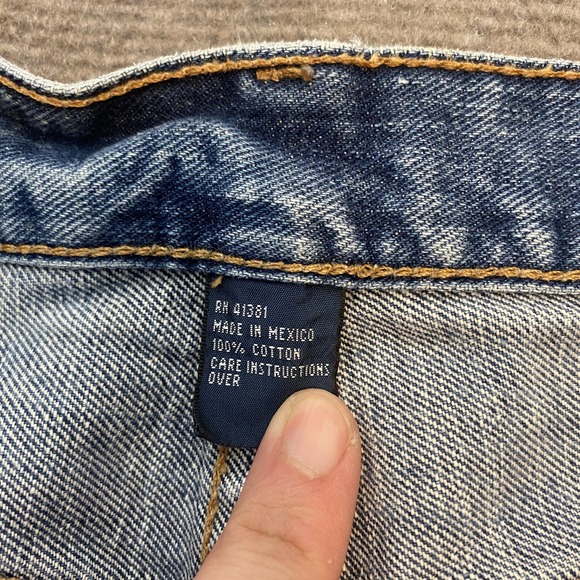 RN 41381
MADE IN MEXICO
100% COTTON
CARE INSTRUCTIONS
OVER